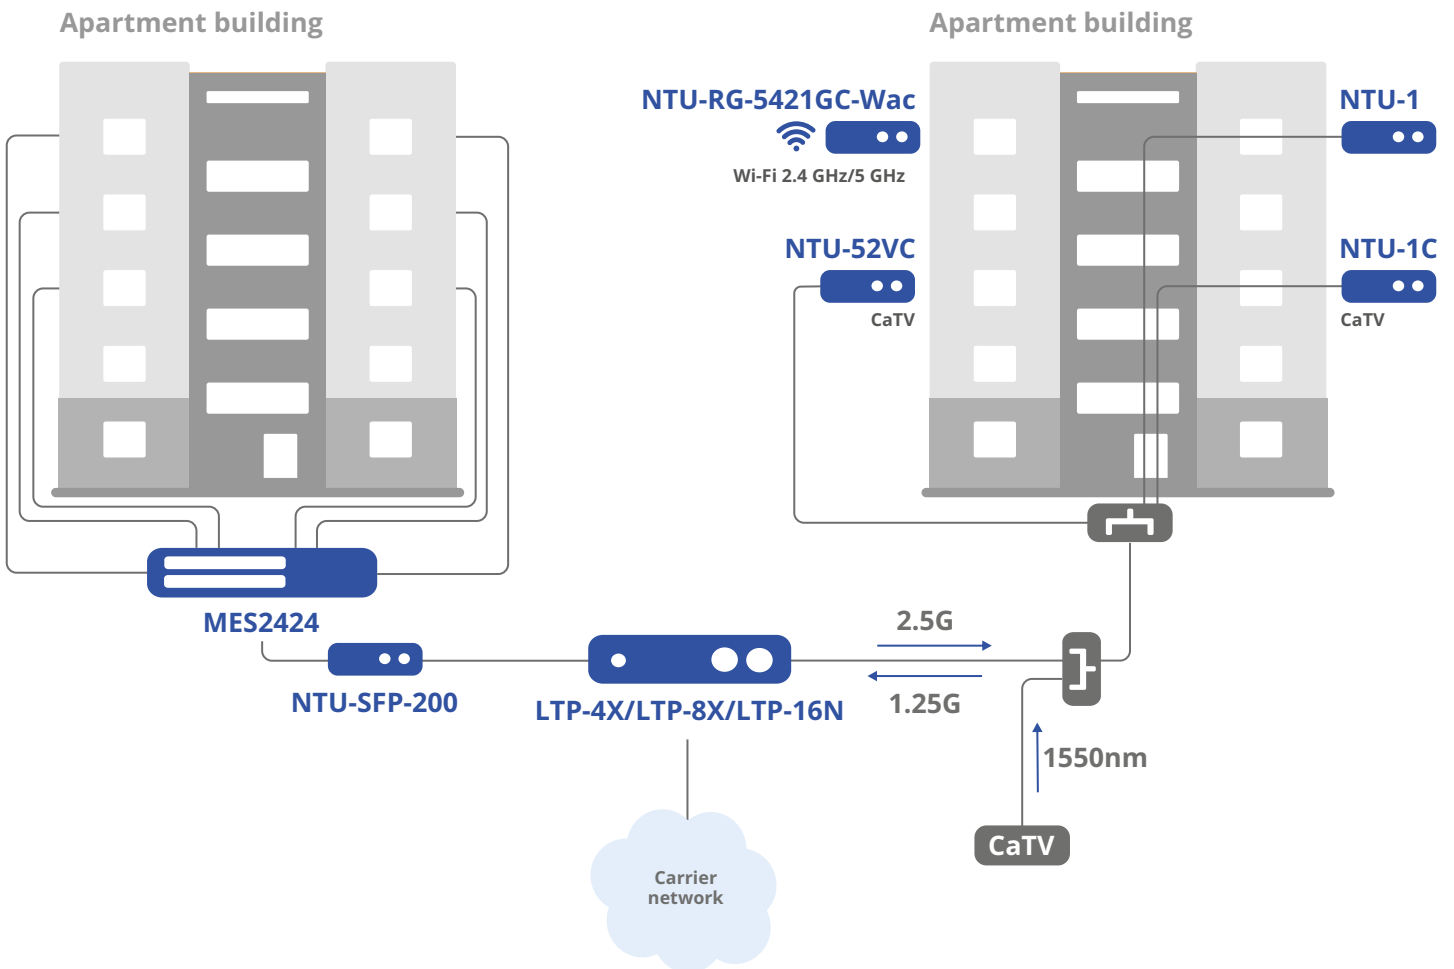 Apartment building
Apartment building
NTU-RG-5421GC-Wac
NTU-1
Wi-Fi 2.4 GHz/5 GHz
NTU-52VC
NTU-1C
CaTV
CaTV
MES2424
2.5G
NTU-SFP-200
LTP-4X/LTP-8X/LTP-16N
1.25G
1550nm
CaTV
Carrier
network